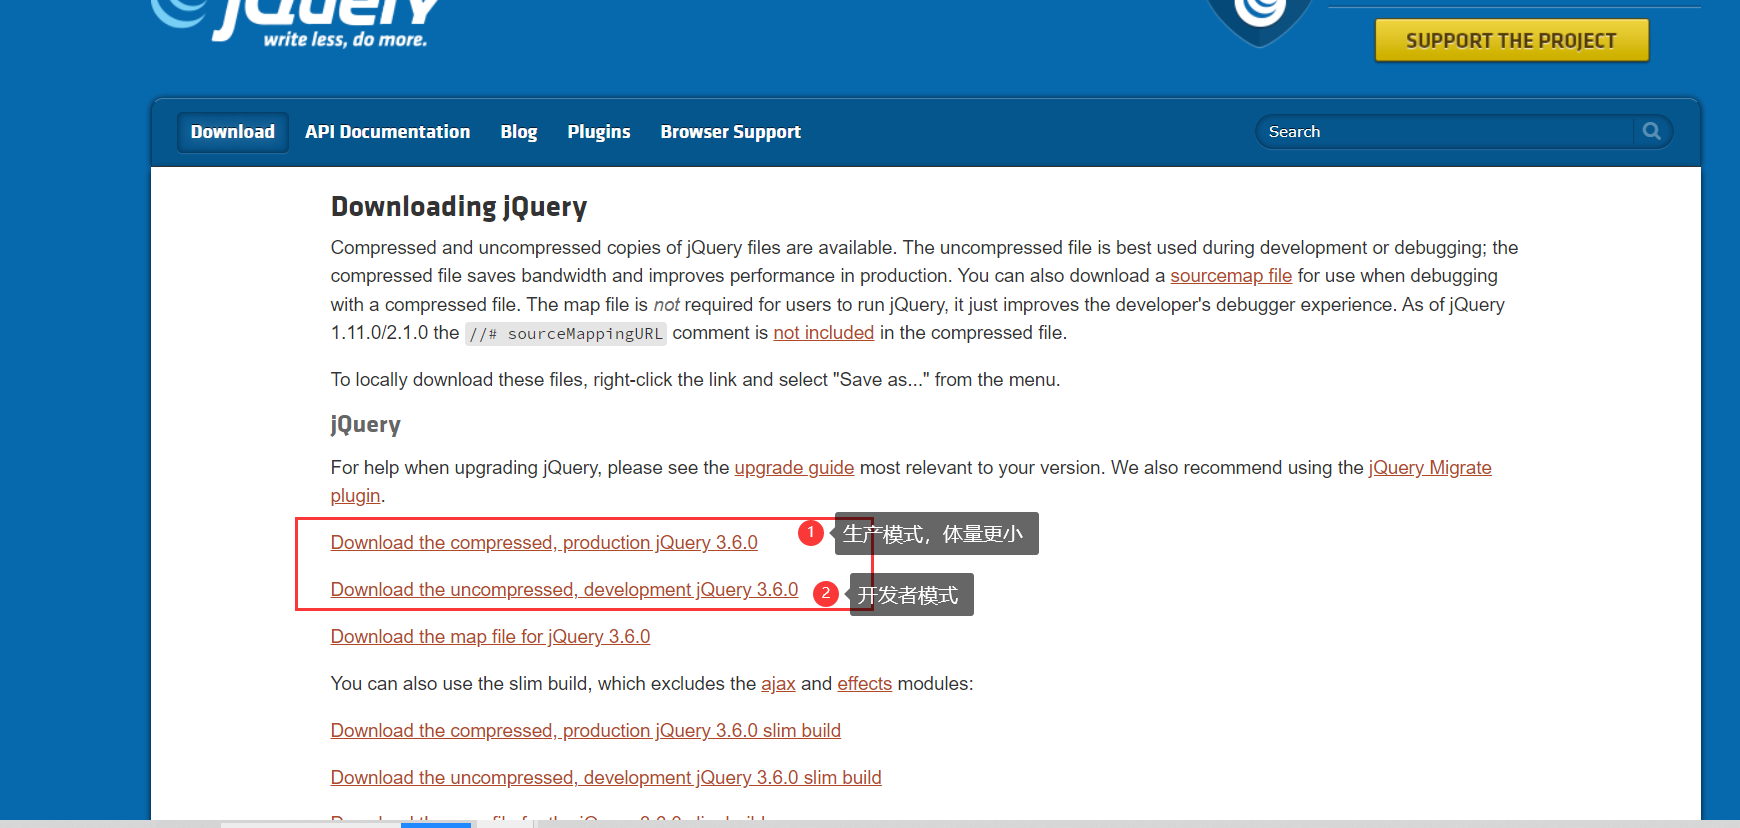 jQuery
write less, do more.
SUPPORT THE PROJECT
Download API Documentation Blog Plugins Browser Support Search
Downloading jQuery
Compressed and uncompressed copies of jQuery files are available. The uncompressed file is best used during development or debugging; the
compressed file saves bandwidth and improves performance in production. You can also download a sourcemap file for use when debugging
with a compressed file. The map file is not required for users to run jQuery, it just improves the developer's debugger experience. As of jQuery
1.11.0/2.1.0 the //# sourceMappingURL comment is not included in the compressed file.
To locally download these files, right-click the link and select "Save as..." from the menu.
jQuery
For help when upgrading jQuery, please see the upgrade guide most relevant to your version. We also recommend using the jQuery Migrate
plugin.
Download the compressed, production jQuery 3.6.0 1 生产模式，体量更小
Download the uncompressed, development jQuery 3.6.0 2 开发者模式
Download the map file for jQuery 3.6.0
You can also use the slim build, which excludes the ajax and effects modules:
Download the compressed, production jQuery 3.6.0 slim build
Download the uncompressed, development jQuery 3.6.0 slim build